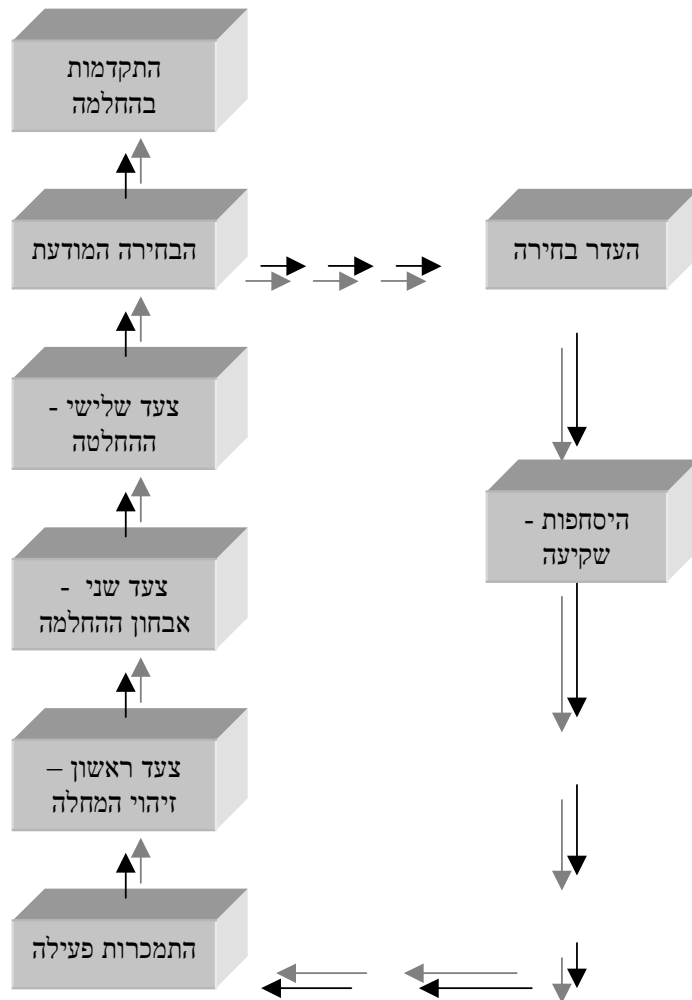 התקדמות
בהחלמה
הבחירה המודעת
העדר בחירה
צעד שלישי -
ההחלטה
היסחפות -
שקיעה
צעד שני -
אבחון ההחלמה
צעד ראשון –
זיהוי המחלה
התמכרות פעילה